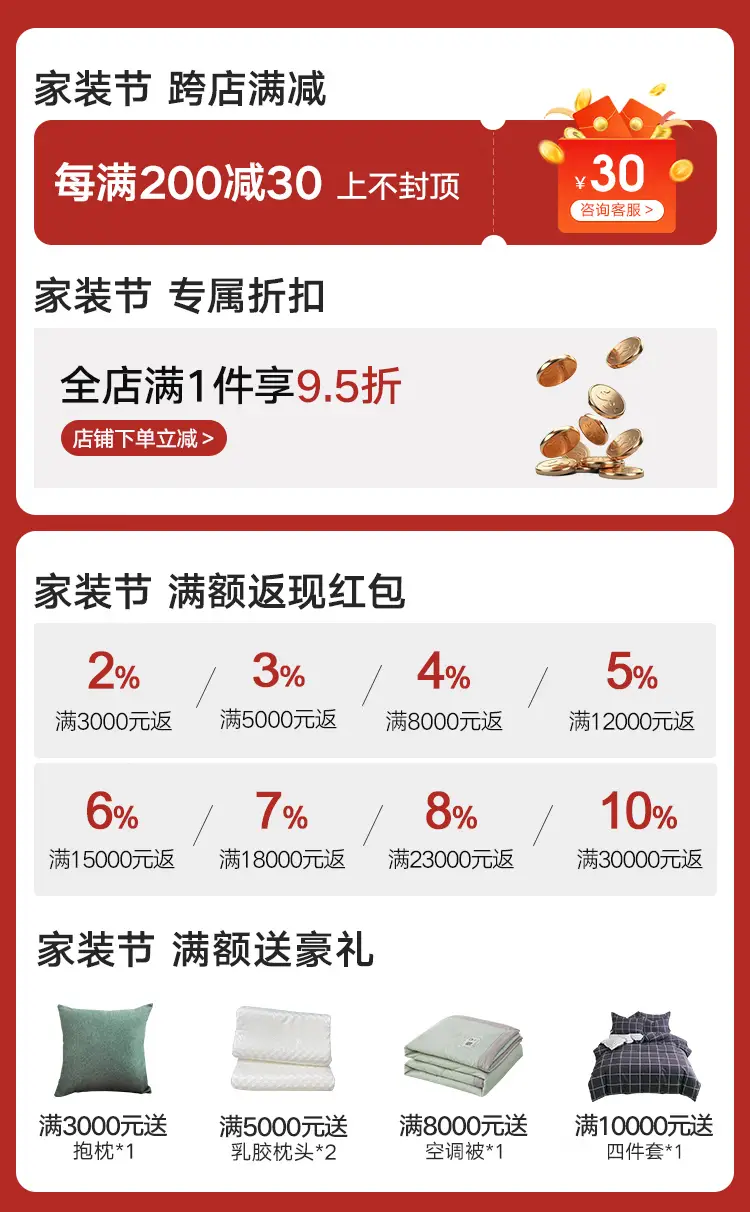 家装节 跨店满减
每满200减30 上不封顶
¥30
咨询客服 >
家装节 专属折扣
全店满1件享9.5折
店铺下单立减 >
家装节 满额返现红包
2% 3% 4% 5%
满3000元返 满5000元返 满8000元返 满12000元返
6% 7% 8% 10%
满15000元返 满18000元返 满23000元返 满30000元返
家装节 满额送豪礼
满3000元送 满5000元送 满8000元送 满10000元送
抱枕*1 乳胶枕头*2 空调被*1 四件套*1